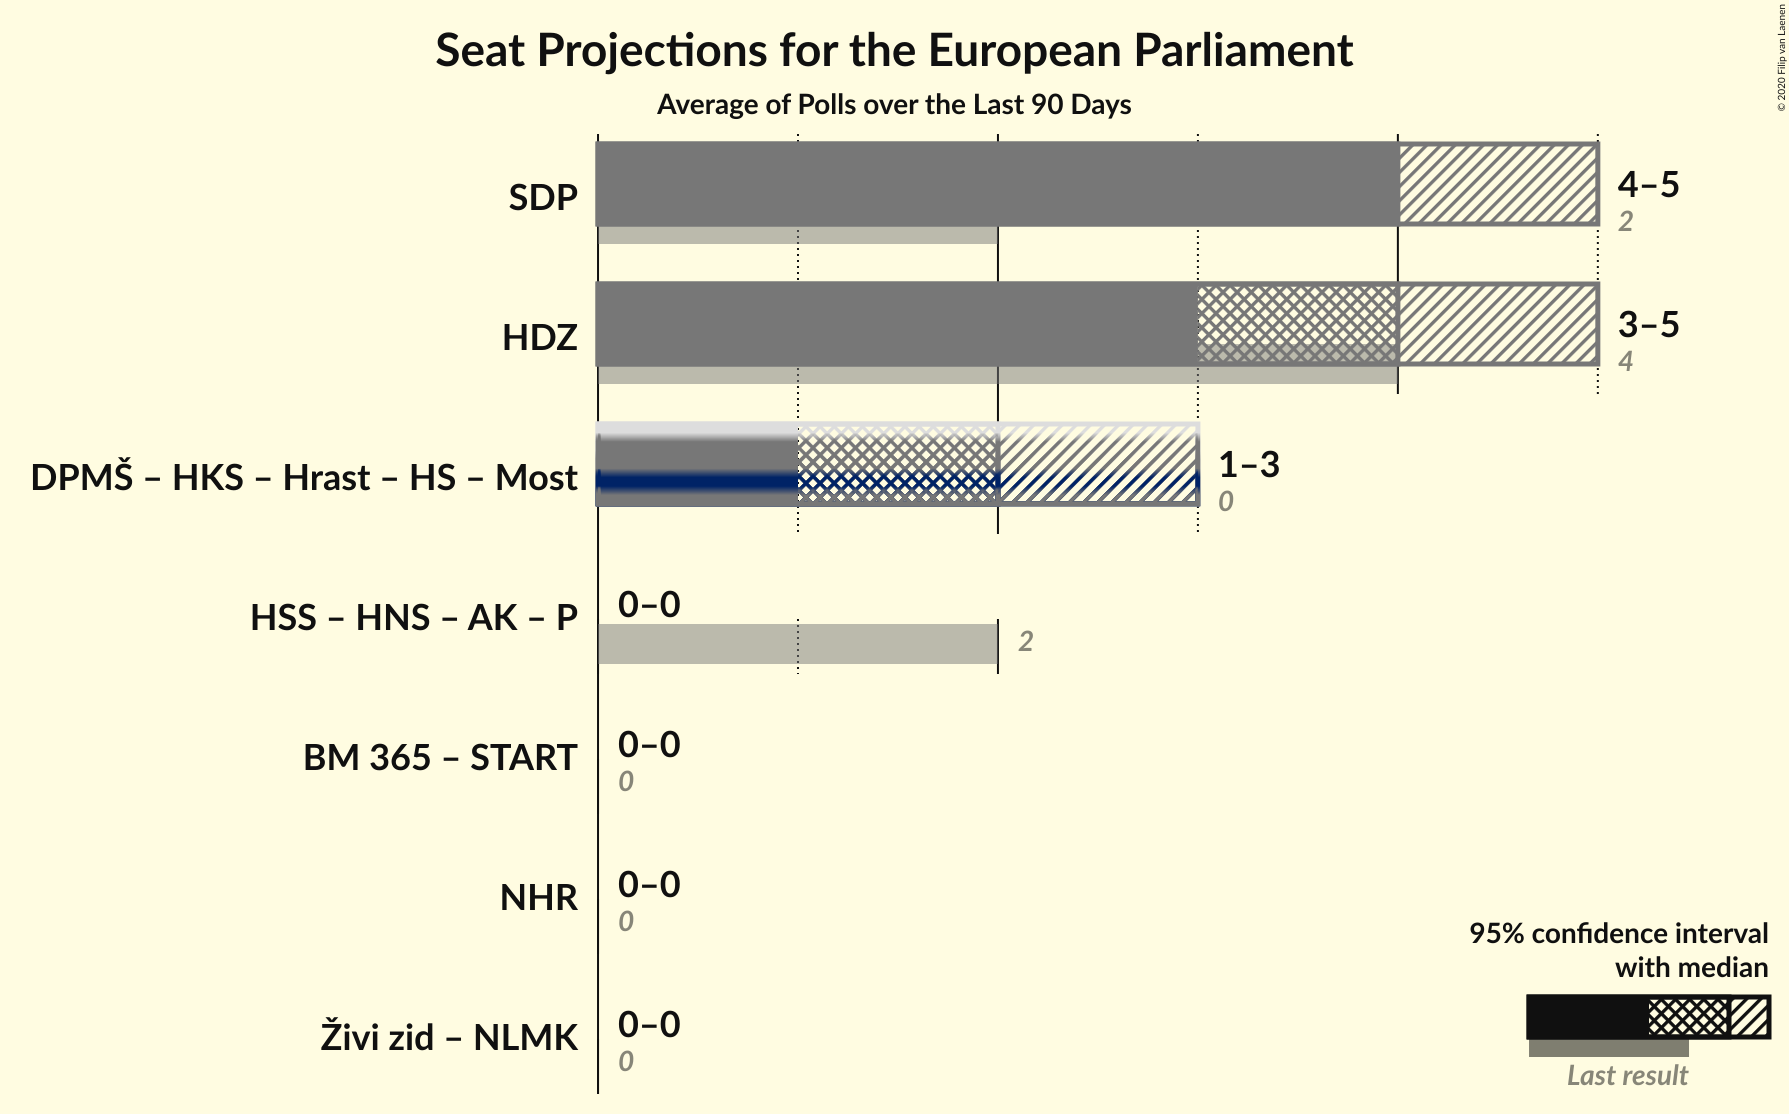 Seat Projections for the European Parliament
Average of Polls over the Last 90 Days
© 2020 Filip van Laenen
SDP
4–5
2
HDZ
3–5
4
DPMŠ – HKS – Hrast – HS – Most
1–3
0
HSS – HNS – AK – P
0–0
2
BM 365 – START
0–0
0
NHR
0–0
0
Živi zid – NLMK
0–0
0
95% confidence interval
with median
Last result